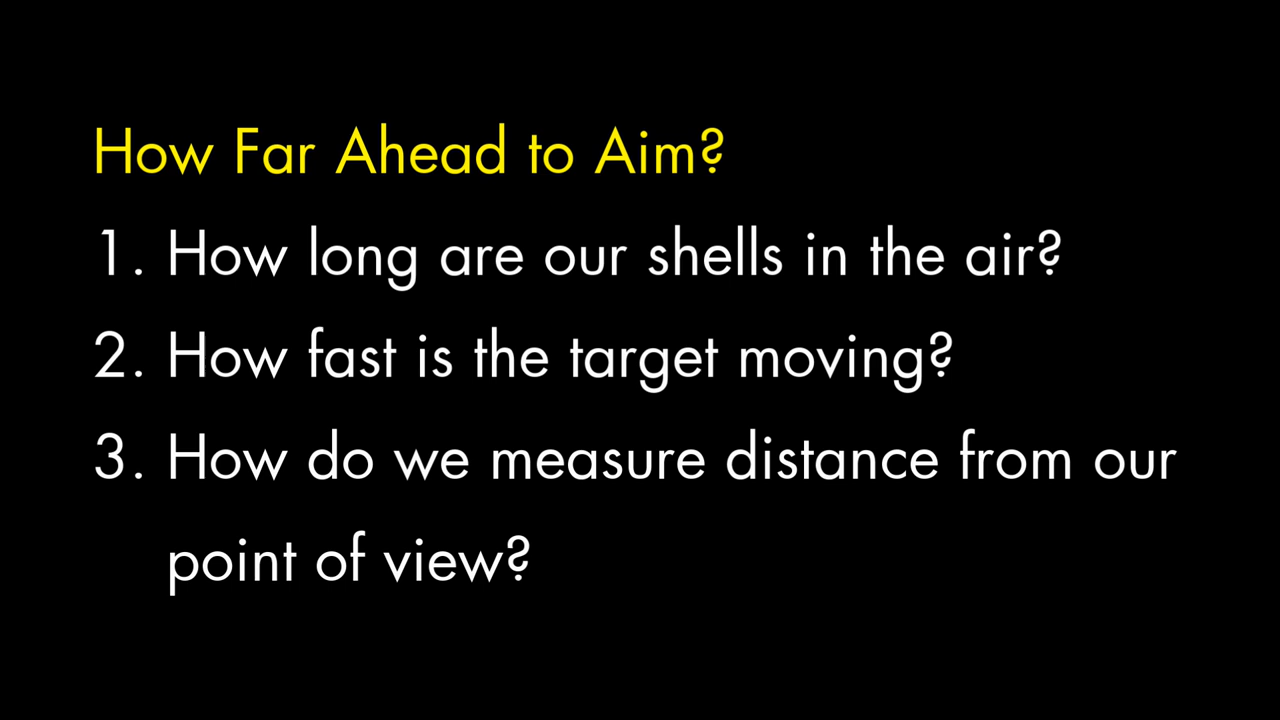 How Far Ahead to Aim?
1. How long are our shells in the air?
2. How fast is the target moving?
3. How do we measure distance from our
point of view?